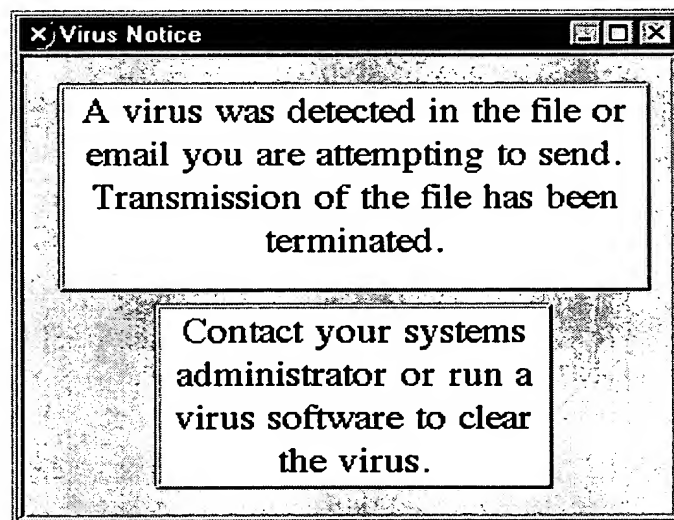 Virus Notice
A virus was detected in the file or
email you are attempting to send.
Transmission of the file has been
terminated.
Contact your systems
administrator or run a
virus software to clear
the virus.